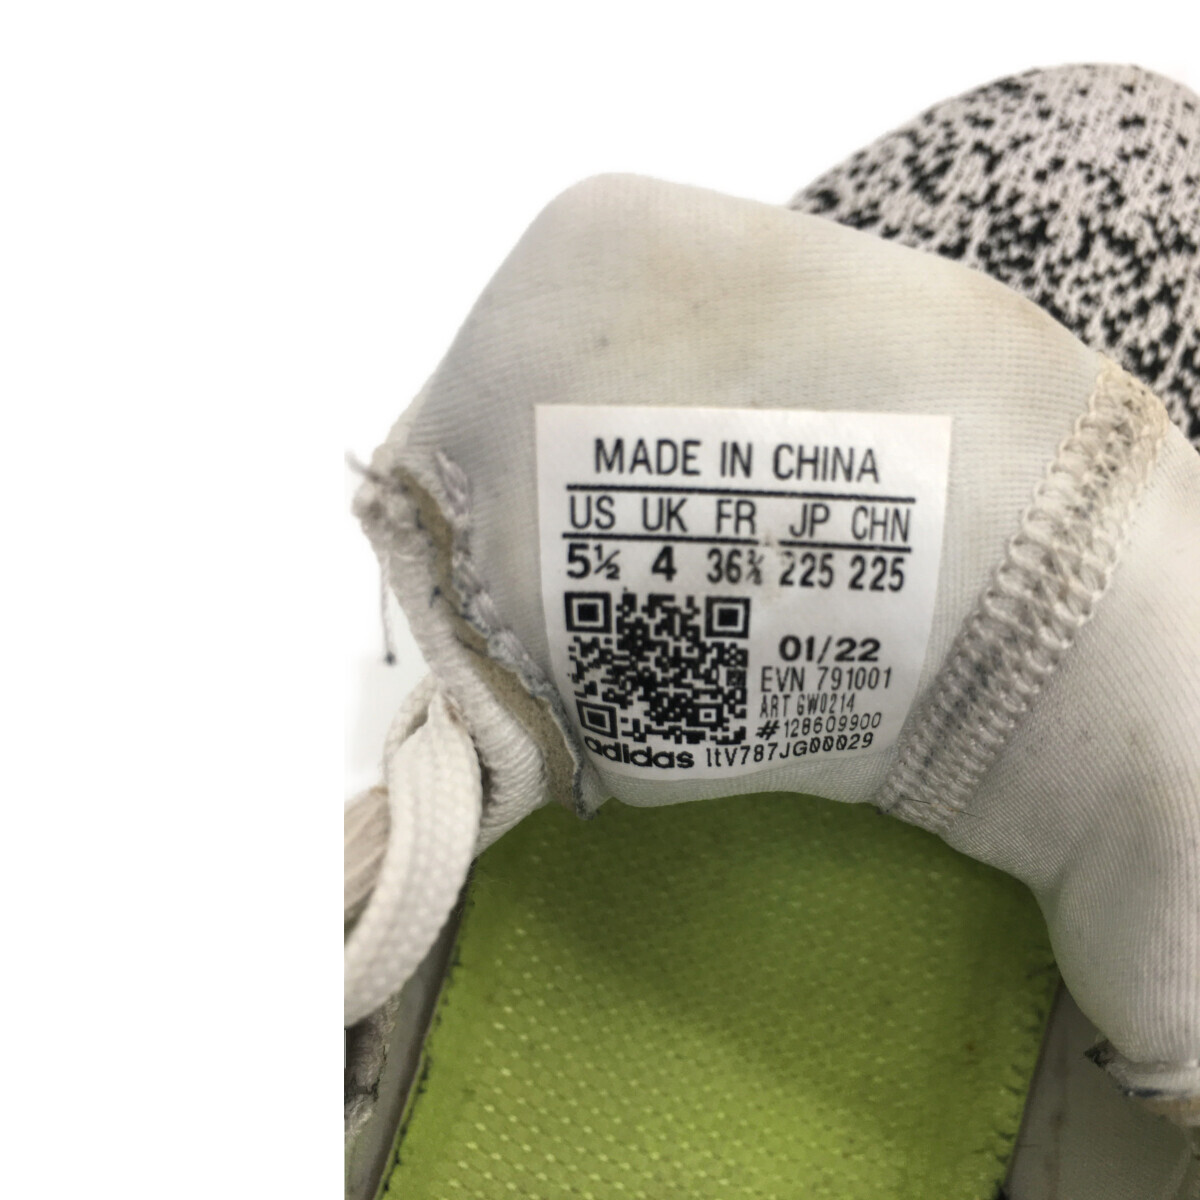 MADE IN CHINA
US UK FR JP CHN
5½ 4 36⅔ 225 225
01/22
EVN 791001
ART GW0214
#128609900
adidas 1tV787JG00029